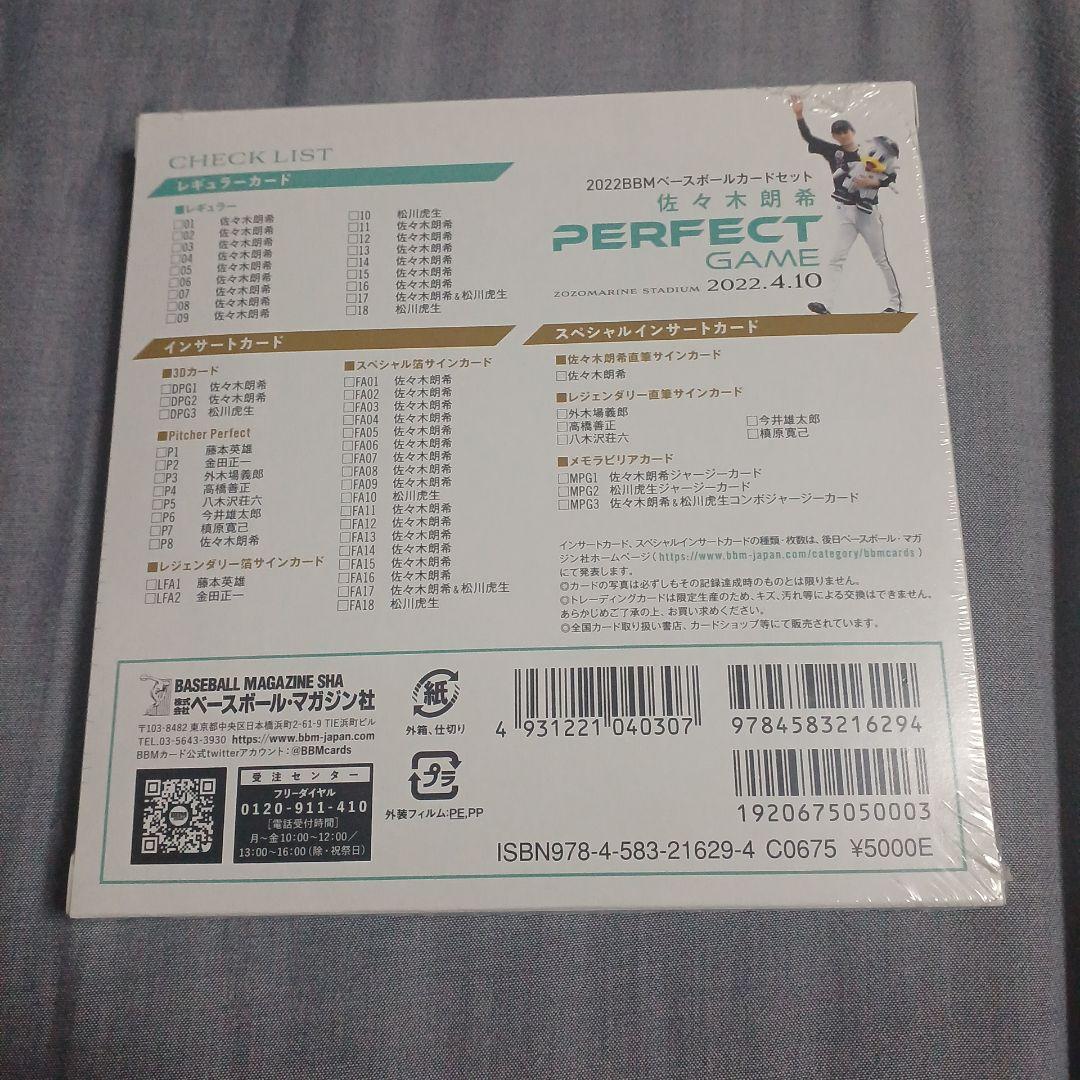 CHECK LIST
レギュラーカード
■レギュラー
□01 佐々木朗希
□02 佐々木朗希
□03 佐々木朗希
□04 佐々木朗希
□05 佐々木朗希
□06 佐々木朗希
□07 佐々木朗希
□08 佐々木朗希
□09 佐々木朗希
□10 松川虎生
□11 佐々木朗希
□12 佐々木朗希
□13 佐々木朗希
□14 佐々木朗希
□15 佐々木朗希
□16 佐々木朗希
□17 佐々木朗希&松川虎生
□18 松川虎生
2022BBMベースボールカードセット
佐々木朗希
PERFECT
GAME
ZOZOMARINE STADIUM 2022.4.10
インサートカード
■3Dカード
□DPG1 佐々木朗希
□DPG2 佐々木朗希
□DPG3 松川虎生
■Pitcher Perfect
□P1 藤本英雄
□P2 金田正一
□P3 外木場義郎
□P4 高橋善正
□P5 八木沢荘六
□P6 今井雄太郎
□P7 槙原寛己
□P8 佐々木朗希
■レジェンダリー箔サインカード
□LFA1 藤本英雄
□LFA2 金田正一
■スペシャル箔サインカード
□FA01 佐々木朗希
□FA02 佐々木朗希
□FA03 佐々木朗希
□FA04 佐々木朗希
□FA05 佐々木朗希
□FA06 佐々木朗希
□FA07 佐々木朗希
□FA08 佐々木朗希
□FA09 佐々木朗希
□FA10 松川虎生
□FA11 佐々木朗希
□FA12 佐々木朗希
□FA13 佐々木朗希
□FA14 佐々木朗希
□FA15 佐々木朗希
□FA16 佐々木朗希
□FA17 佐々木朗希&松川虎生
□FA18 松川虎生
スペシャルインサートカード
■佐々木朗希直筆サインカード
□佐々木朗希
■レジェンダリー直筆サインカード
□外木場義郎
□高橋善正 □今井雄太郎
□八木沢荘六 □槙原寛己
■メモラビリアカード
□MPG1 佐々木朗希ジャージーカード
□MPG2 松川虎生ジャージーカード
□MPG3 佐々木朗希&松川虎生コンボジャージーカード
インサートカード、スペシャルインサートカードの種類・枚数は、後日ベースボール・マガ
ジン社ホームページ(https://www.bbm-japan.com/category/bbmcards)
にて発表します。
◎カードの写真は必ずしもその記録達成時のものとは限りません。
◎トレーディングカードは限定生産のため、キズ、汚れ等による交換はできません。
あらかじめご了承の上、お買い求めください。
◎全国カード取り扱い書店、カードショップ等にて販売されています。
BASEBALL MAGAZINE SHA
株式会社 ベースボール・マガジン社
〒103-8482 東京都中央区日本橋浜町2-61-9 TIE浜町ビル
TEL.03-5643-3930 https://www.bbm-japan.com
BBMカード公式twitterアカウント:@BBMcards
受注センター
フリーダイヤル
0120-911-410
[電話受付時間]
月~金10:00~12:00/
13:00~16:00(除・祝祭日)
紙
外箱、仕切り
プラ
外装フィルム:PE,PP
4 931221 040307
9784583216294
1920675050003
ISBN978-4-583-21629-4 C0675 ¥5000E